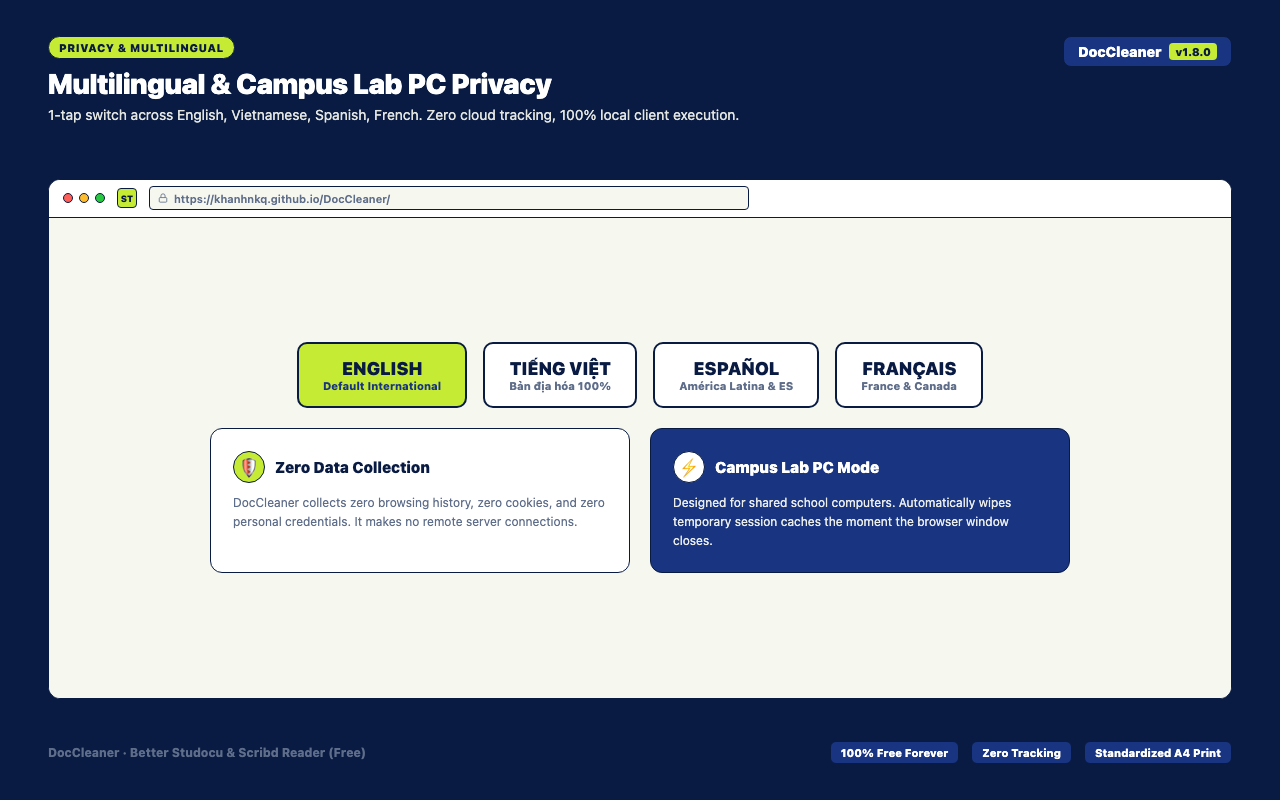 PRIVACY & MULTILINGUAL
Multilingual & Campus Lab PC Privacy
1-tap switch across English, Vietnamese, Spanish, French. Zero cloud tracking, 100% local client execution.
DocCleaner v1.8.0
ST
https://khanhnkq.github.io/DocCleaner/
ENGLISH
Default International
TIẾNG VIỆT
Bản địa hóa 100%
ESPAÑOL
América Latina & ES
FRANÇAIS
France & Canada
Zero Data Collection
DocCleaner collects zero browsing history, zero cookies, and zero
personal credentials. It makes no remote server connections.
Campus Lab PC Mode
Designed for shared school computers. Automatically wipes
temporary session caches the moment the browser window
closes.
DocCleaner · Better Studocu & Scribd Reader (Free)
100% Free Forever
Zero Tracking
Standardized A4 Print